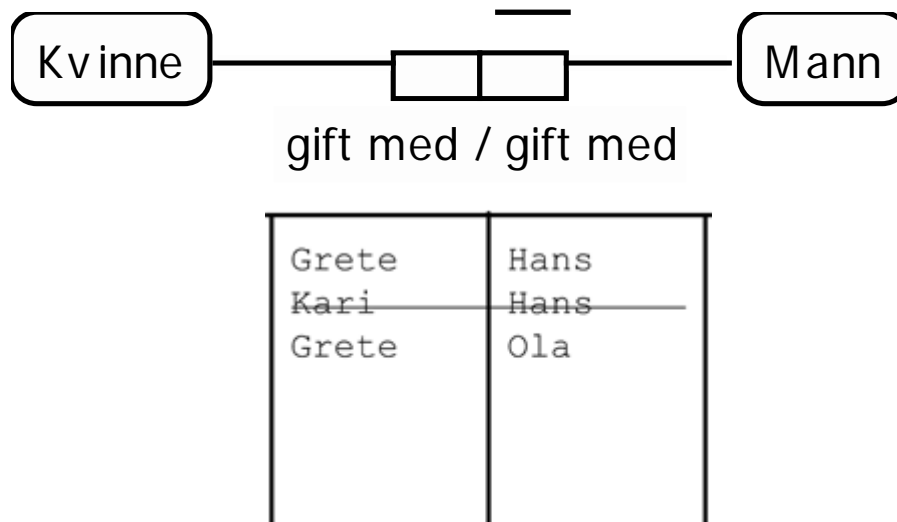 Kvinne Mann
gift med / gift med
Grete Hans
Kari Hans
Grete Ola